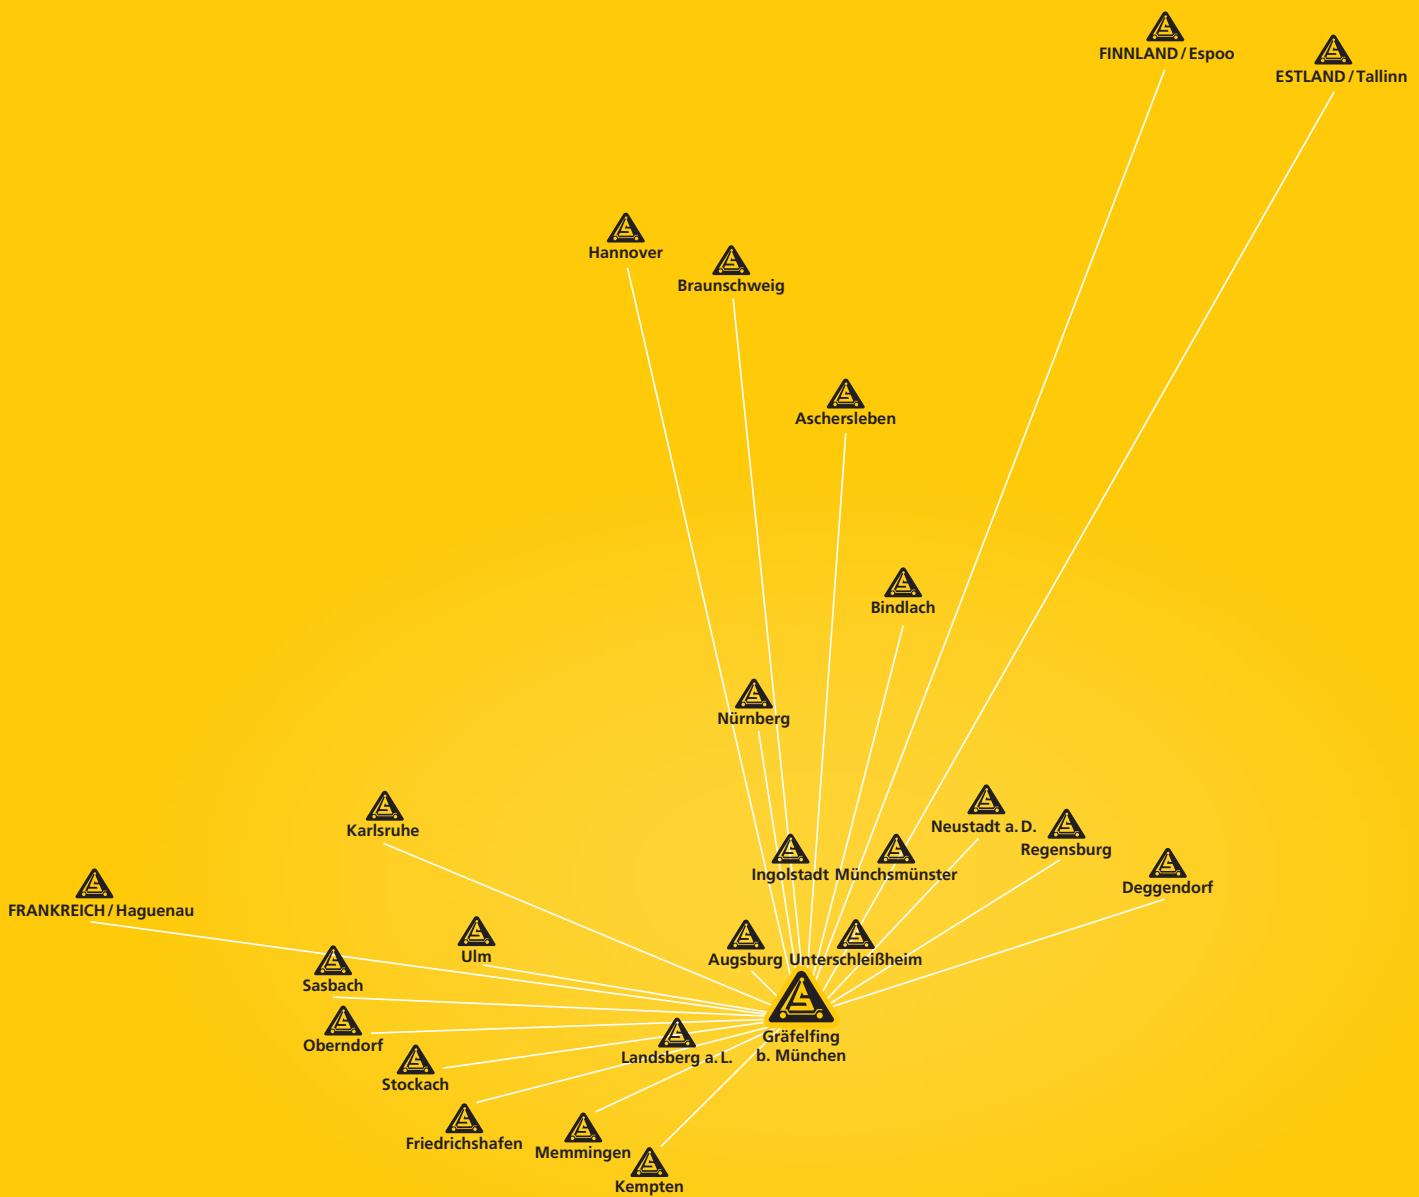 FINNLAND / Espoo
ESTLAND / Tallinn
Hannover
Braunschweig
Aschersleben
Bindlach
Nürnberg
Karlsruhe
Neustadt a. D.
Regensburg
Ingolstadt
Münchsmünster
Deggendorf
FRANKREICH / Haguenau
Ulm
Augsburg
Unterschleißheim
Sasbach
Oberndorf
Gräfelfing
b. München
Landsberg a. L.
Stockach
Friedrichshafen
Memmingen
Kempten